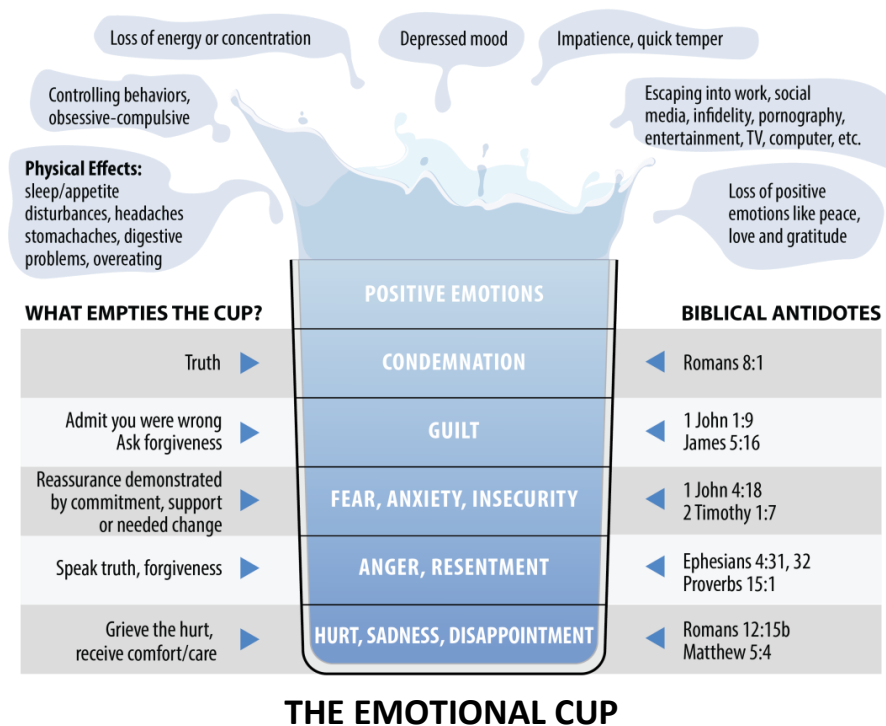 Loss of energy or concentration
Depressed mood
Impatience, quick temper
Controlling behaviors,
obsessive-compulsive
Escaping into work, social
media, infidelity, pornography,
entertainment, TV, computer, etc.
Physical Effects:
sleep/appetite
disturbances, headaches
stomachaches, digestive
problems, overeating
Loss of positive
emotions like peace,
love and gratitude
WHAT EMPTIES THE CUP?
POSITIVE EMOTIONS
BIBLICAL ANTIDOTES
Truth
CONDEMNATION
Romans 8:1
Admit you were wrong
Ask forgiveness
GUILT
1 John 1:9
James 5:16
Reassurance demonstrated
by commitment, support
or needed change
FEAR, ANXIETY, INSECURITY
1 John 4:18
2 Timothy 1:7
Speak truth, forgiveness
ANGER, RESENTMENT
Ephesians 4:31, 32
Proverbs 15:1
Grieve the hurt,
receive comfort/care
HURT, SADNESS, DISAPPOINTMENT
Romans 12:15b
Matthew 5:4
THE EMOTIONAL CUP